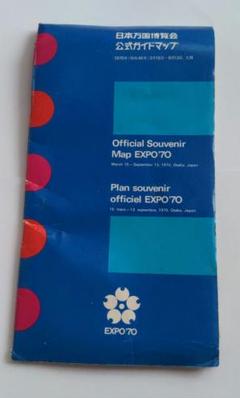 日本万国博覧会
公式ガイドマップ
Official Souvenir
Map EXPO'70
March 15 – September 13, 1970, Osaka, Japan
Plan souvenir
officiel EXPO'70
15 mars – 13 septembre, 1970, Osaka, Japon
EXPO'70